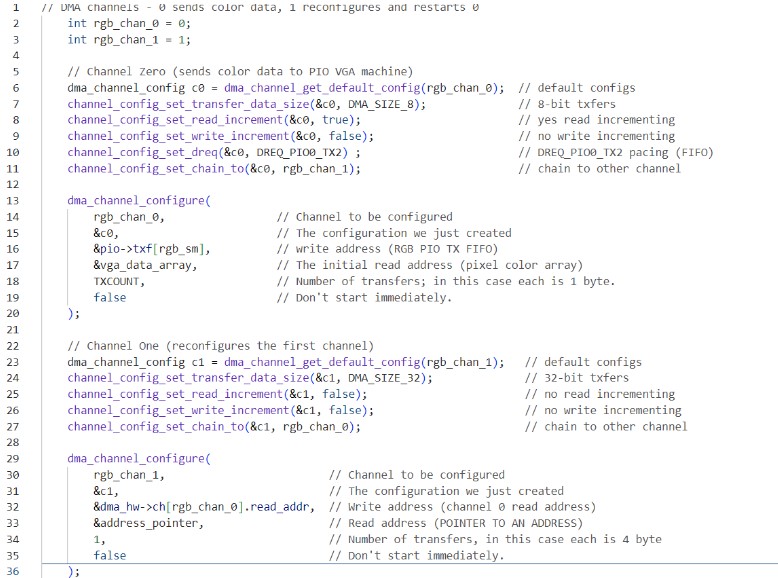 1 // DMA channels - 0 sends color data, 1 reconfigures and restarts 0
2 int rgb_chan_0 = 0;
3 int rgb_chan_1 = 1;
4
5 // Channel Zero (sends color data to PIO VGA machine)
6 dma_channel_config c0 = dma_channel_get_default_config(rgb_chan_0); // default configs
7 channel_config_set_transfer_data_size(&c0, DMA_SIZE_8); // 8-bit txfers
8 channel_config_set_read_increment(&c0, true); // yes read incrementing
9 channel_config_set_write_increment(&c0, false); // no write incrementing
10 channel_config_set_dreq(&c0, DREQ_PIO0_TX2) ; // DREQ_PIO0_TX2 pacing (FIFO)
11 channel_config_set_chain_to(&c0, rgb_chan_1); // chain to other channel
12
13 dma_channel_configure(
14 rgb_chan_0, // Channel to be configured
15 &c0, // The configuration we just created
16 &pio->txf[rgb_sm], // write address (RGB PIO TX FIFO)
17 &vga_data_array, // The initial read address (pixel color array)
18 TXCOUNT, // Number of transfers; in this case each is 1 byte.
19 false // Don't start immediately.
20 );
21
22 // Channel One (reconfigures the first channel)
23 dma_channel_config c1 = dma_channel_get_default_config(rgb_chan_1); // default configs
24 channel_config_set_transfer_data_size(&c1, DMA_SIZE_32); // 32-bit txfers
25 channel_config_set_read_increment(&c1, false); // no read incrementing
26 channel_config_set_write_increment(&c1, false); // no write incrementing
27 channel_config_set_chain_to(&c1, rgb_chan_0); // chain to other channel
28
29 dma_channel_configure(
30 rgb_chan_1, // Channel to be configured
31 &c1, // The configuration we just created
32 &dma_hw->ch[rgb_chan_0].read_addr, // Write address (channel 0 read address)
33 &address_pointer, // Read address (POINTER TO AN ADDRESS)
34 1, // Number of transfers, in this case each is 4 byte
35 false // Don't start immediately.
36 );